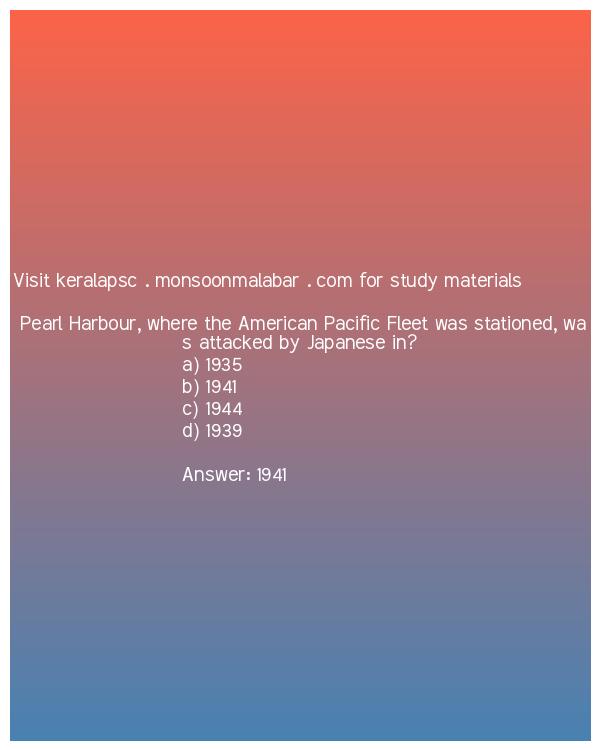 Visit keralapsc . monsoonmalabar . com for study materials
Pearl Harbour, where the American Pacific Fleet was stationed, wa
s attacked by Japanese in?
a) 1935
b) 1941
c) 1944
d) 1939
Answer: 1941